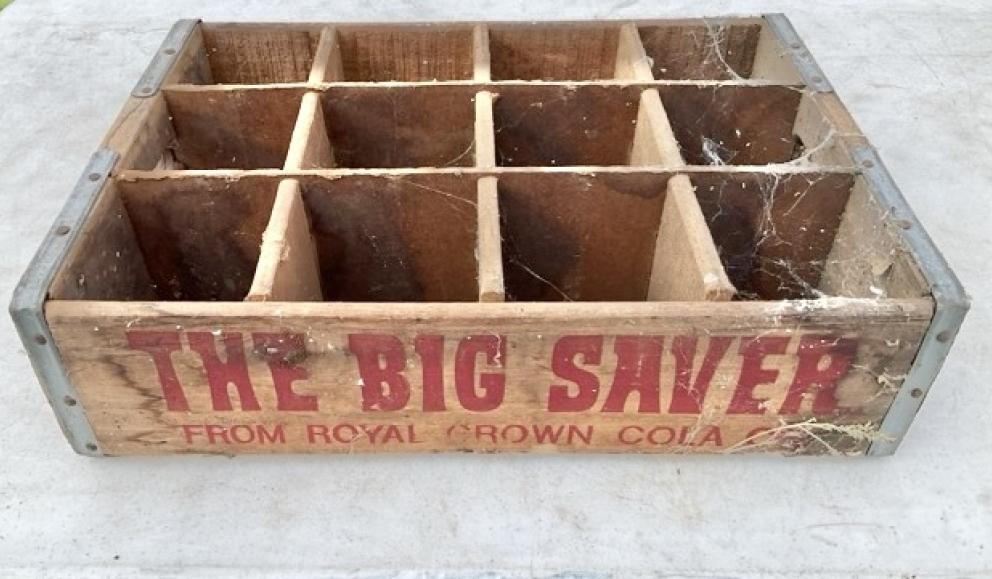 THE BIG SAVER
FROM ROYAL CROWN COLA